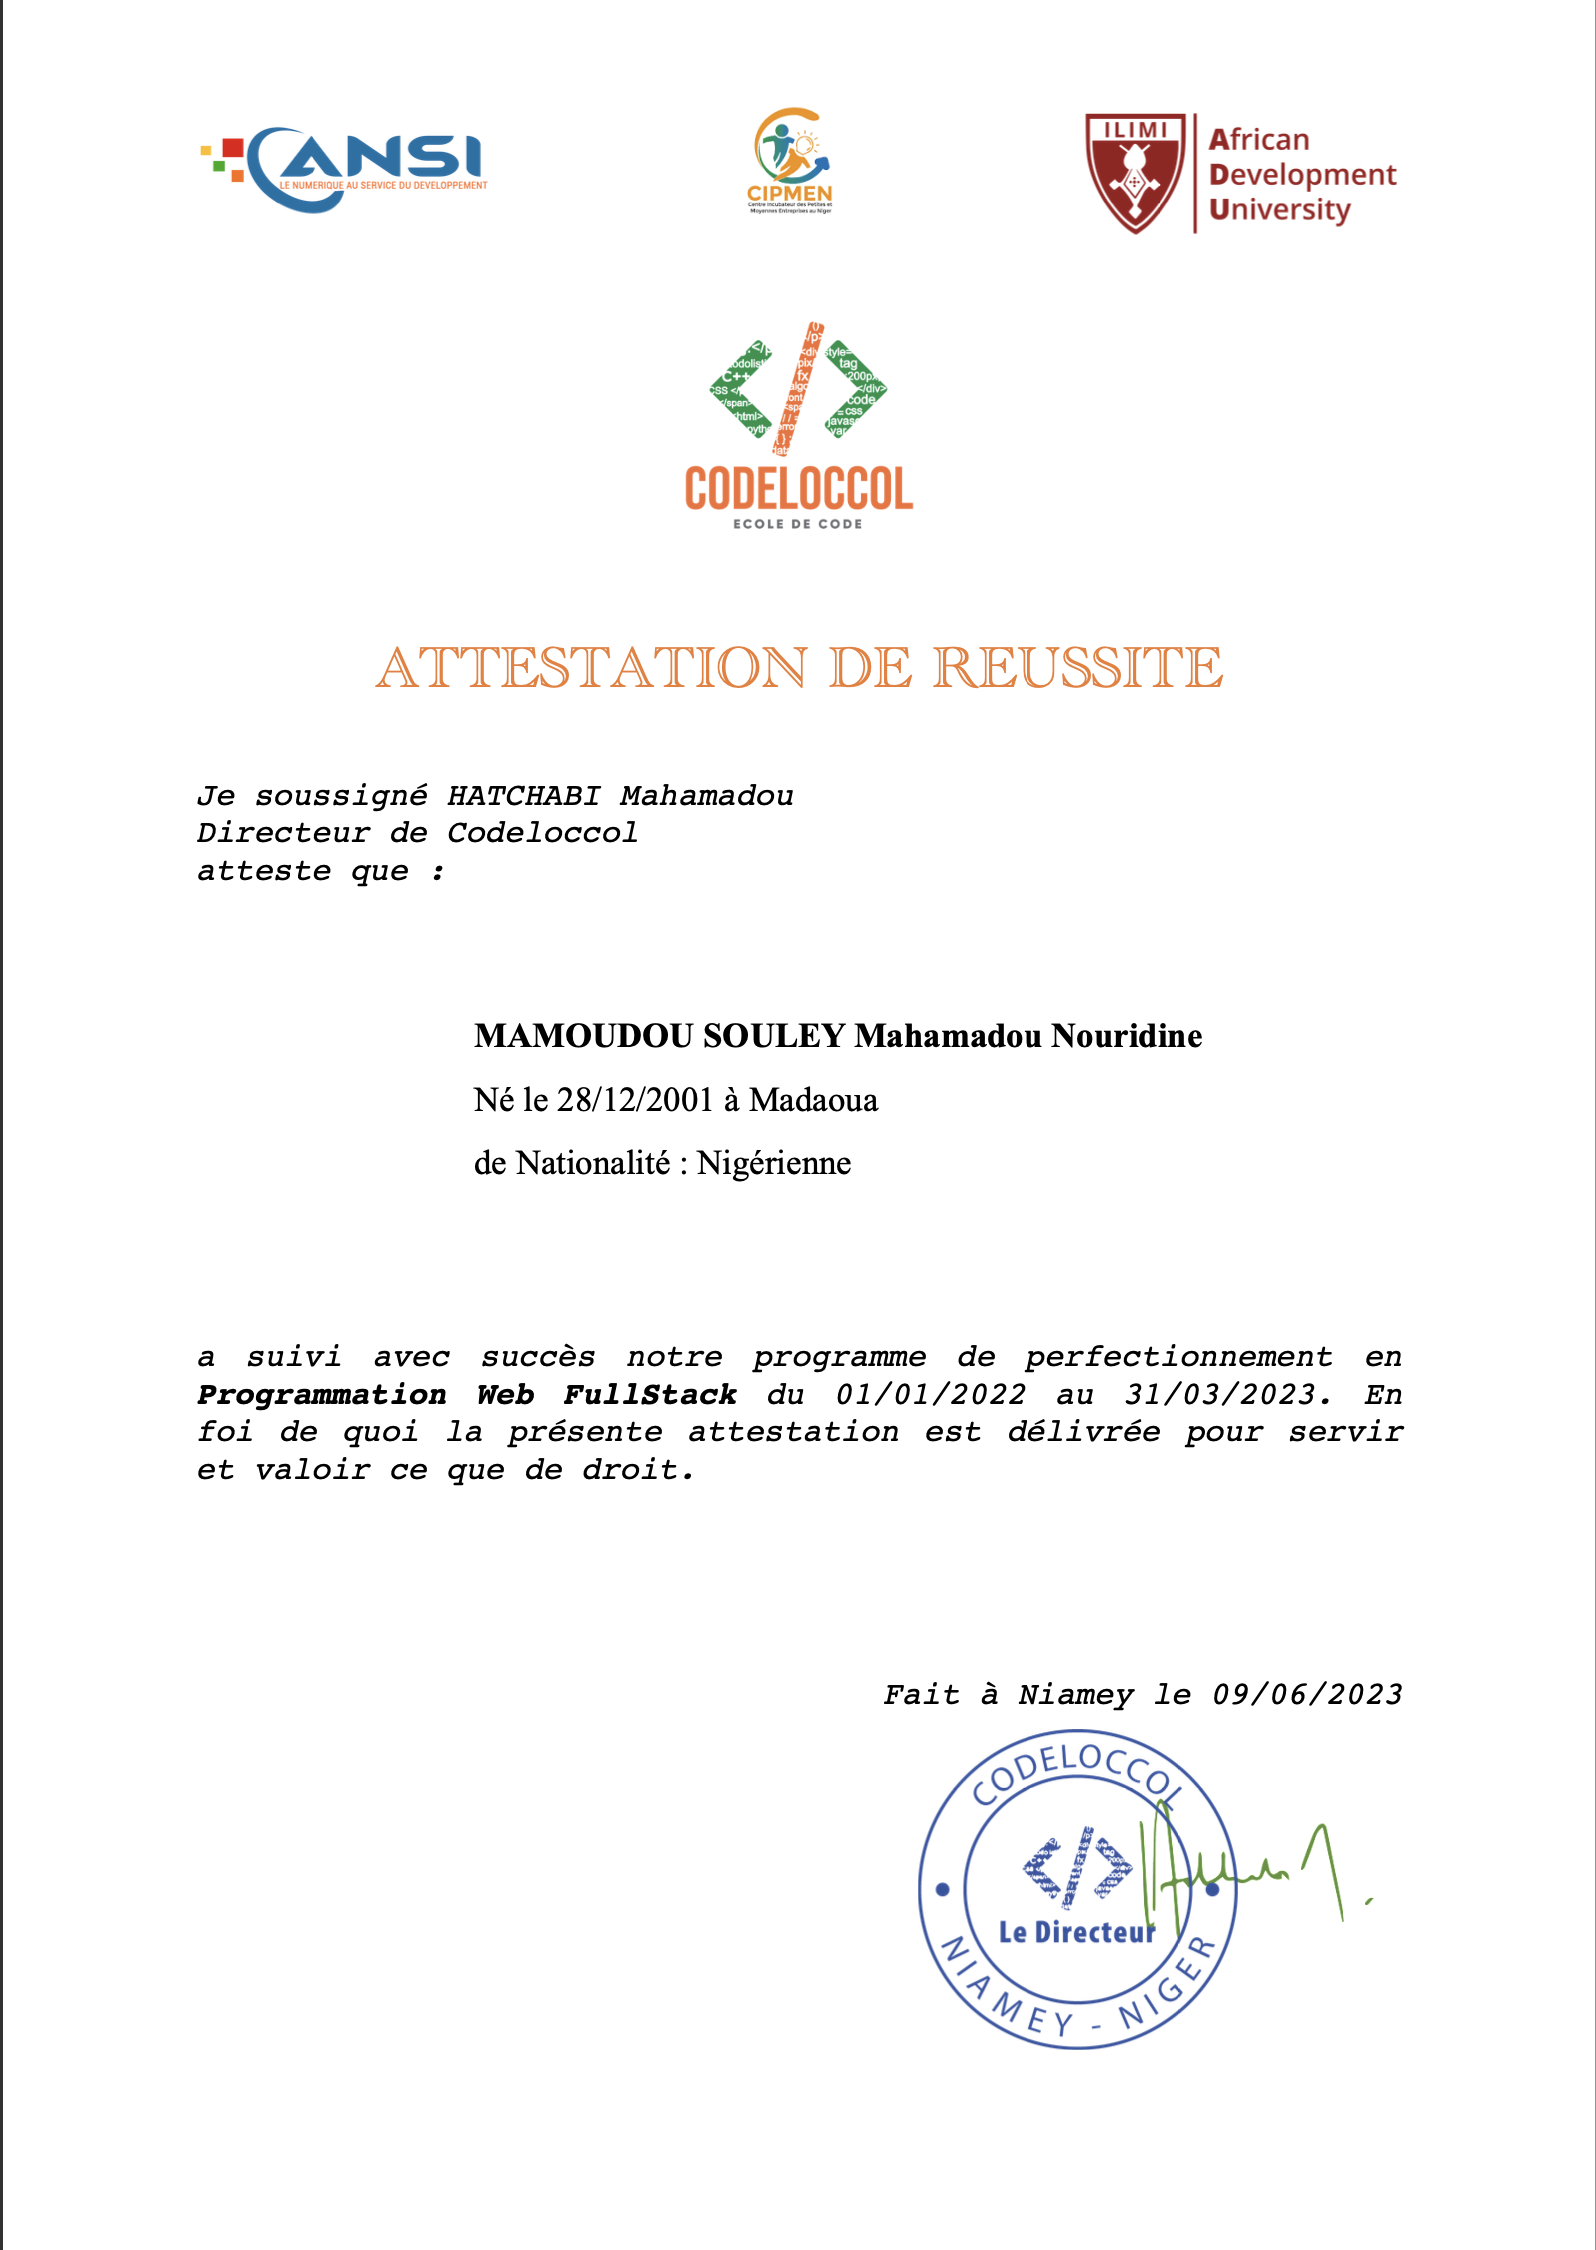 ANSI
LE NUMERIQUE AU SERVICE DU DEVELOPPEMENT
CIPMEN
Centre Incubateur des Petites et
Moyennes Entreprises au Niger
ILIMI
African
Development
University
CODELOCCOL
ECOLE DE CODE
ATTESTATION DE REUSSITE
Je soussigné HATCHABI Mahamadou
Directeur de Codeloccol
atteste que :
MAMOUDOU SOULEY Mahamadou Nouridine
Né le 28/12/2001 à Madaoua
de Nationalité : Nigérienne
a suivi avec succès notre programme de perfectionnement en
Programmation Web FullStack du 01/01/2022 au 31/03/2023. En
foi de quoi la présente attestation est délivrée pour servir
et valoir ce que de droit.
Fait à Niamey le 09/06/2023
CODELOCCOL
Le Directeur
NIAMEY - NIGER